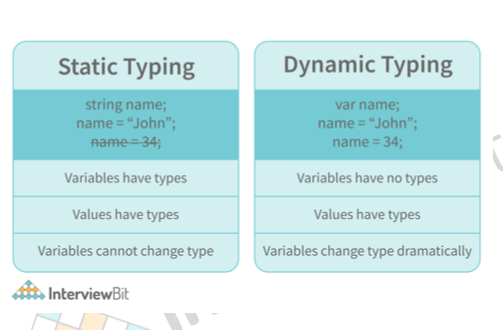 Static Typing
string name;
name = “John”;
name = 34;
Variables have types
Values have types
Variables cannot change type
Dynamic Typing
var name;
name = “John”;
name = 34;
Variables have no types
Values have types
Variables change type dramatically
InterviewBit